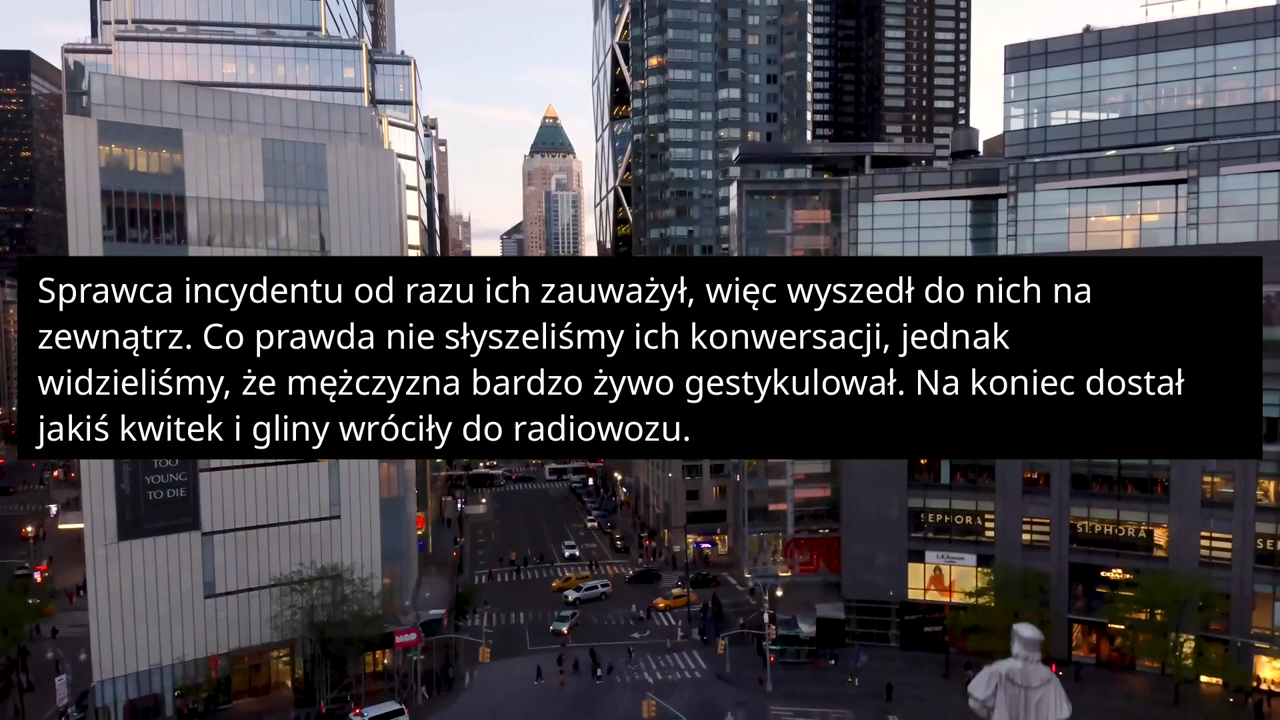 Sprawca incydentu od razu ich zauważył, więc wyszedł do nich na
zewnątrz. Co prawda nie słyszeliśmy ich konwersacji, jednak
widzieliśmy, że mężczyzna bardzo żywo gestykulował. Na koniec dostał
jakiś kwitek i gliny wróciły do radiowozu.
TOO
YOUNG
TO DIE
SEPHORA
SEPHORA
COACH